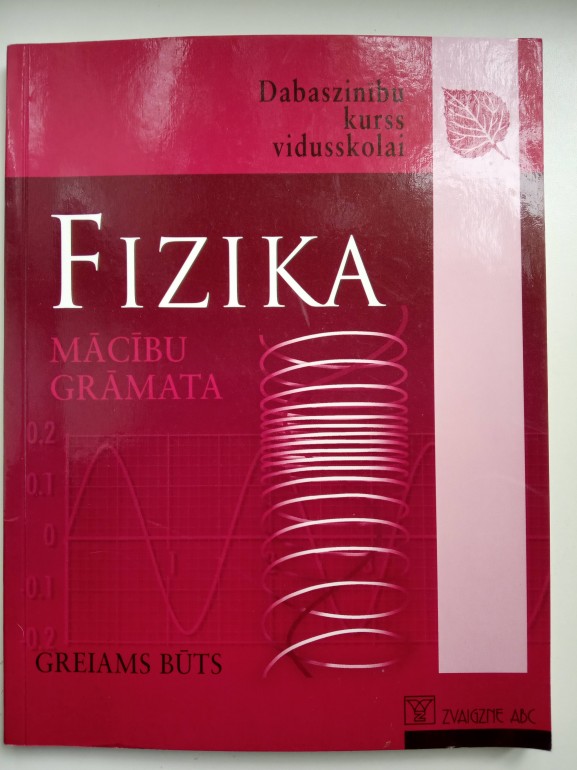 Dabaszinību
kurss
vidusskolai
FIZIKA
MĀCĪBU
GRĀMATA
0.2
0.1
0
0.1
0.2
GREIAMS BŪTS
ZVAIGZNE ABC